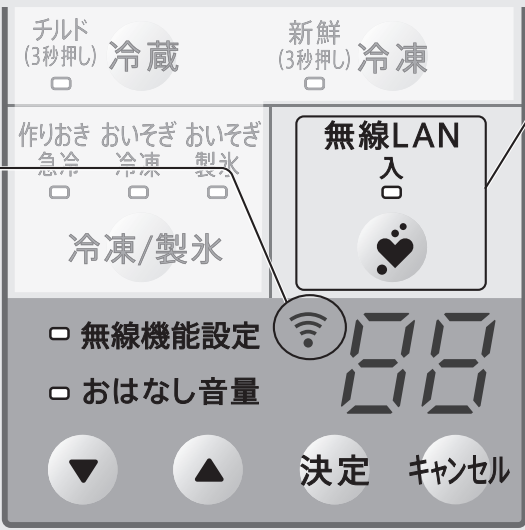 チルド
(3秒押し)
冷蔵
新鮮
(3秒押し)
冷凍
作りおき
急冷
おいそぎ
冷凍
おいそぎ
製氷
冷凍/製氷
無線LAN
入
無線機能設定
おはなし音量
88
決定
キャンセル